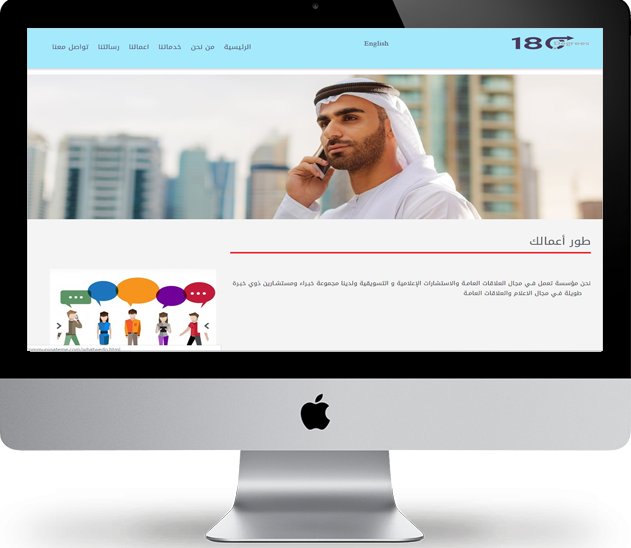 180 Degrees
English
الرئيسية من نحن خدماتنا اعمالنا رسالتنا تواصل معنا
طور أعمالك
نحن مؤسسة تعمل في مجال العلاقات العامة والاستشارات الإعلامية و التسويقية ولدينا مجموعة خبراء ومستشارين ذوي خبرة
طويلة في مجال الاعلام والعلاقات العامة